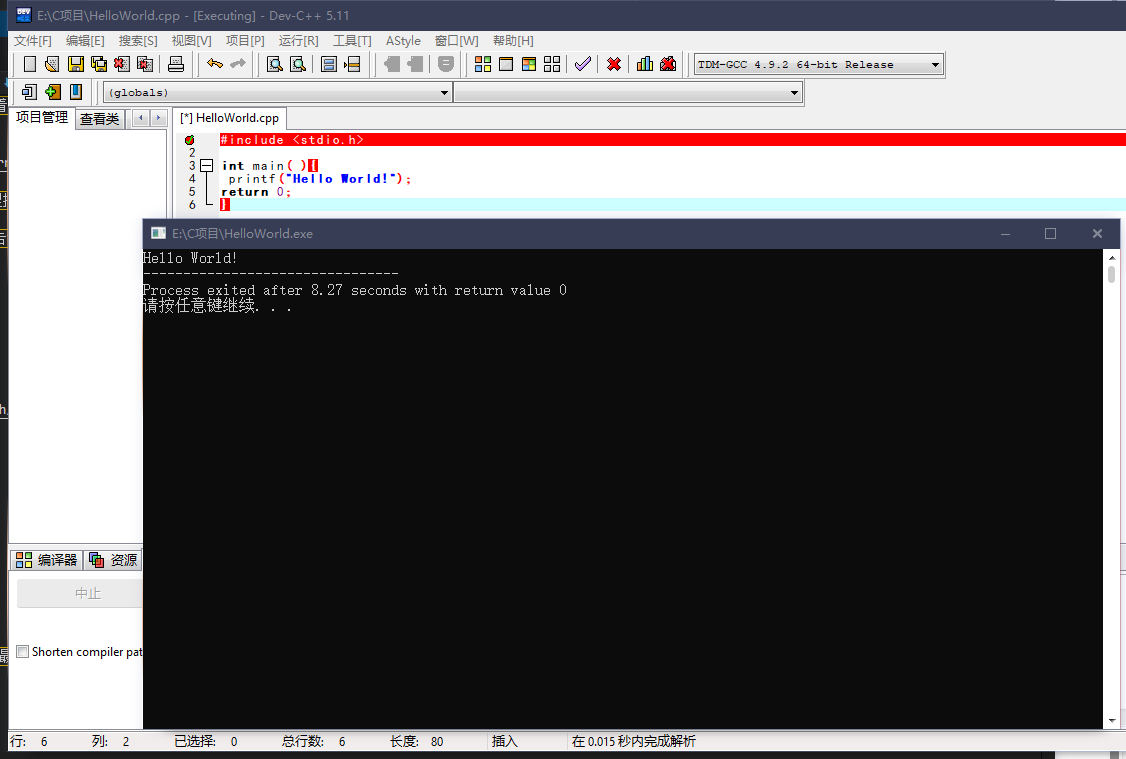 E:\C项目\HelloWorld.cpp - [Executing] - Dev-C++ 5.11
文件[F] 编辑[E] 搜索[S] 视图[V] 项目[P] 运行[R] 工具[T] AStyle 窗口[W] 帮助[H]
TDM-GCC 4.9.2 64-bit Release
(globals)
项目管理 查看类 [*] HelloWorld.cpp
#include <stdio.h>
2
3 int main( ){
4 printf("Hello World!");
5 return 0;
6 }
E:\C项目\HelloWorld.exe
Hello World!
--------------------------------
Process exited after 8.27 seconds with return value 0
请按任意键继续. . .
编译器 资源
中止
Shorten compiler pat
行: 6 列: 2 已选择: 0 总行数: 6 长度: 80 插入 在 0.015 秒内完成解析